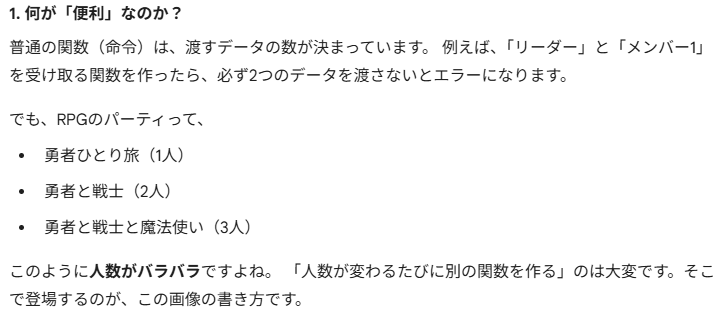 1. 何が「便利」なのか？
普通の関数（命令）は、渡すデータの数が決まっています。 例えば、「リーダー」と「メンバー1」
を受け取る関数を作ったら、必ず2つのデータを渡さないとエラーになります。
でも、RPGのパーティって、
• 勇者ひとり旅（1人）
• 勇者と戦士（2人）
• 勇者と戦士と魔法使い（3人）
このように人数がバラバラですよね。 「人数が変わるたびに別の関数を作る」のは大変です。そこ
で登場するのが、この画像の書き方です。